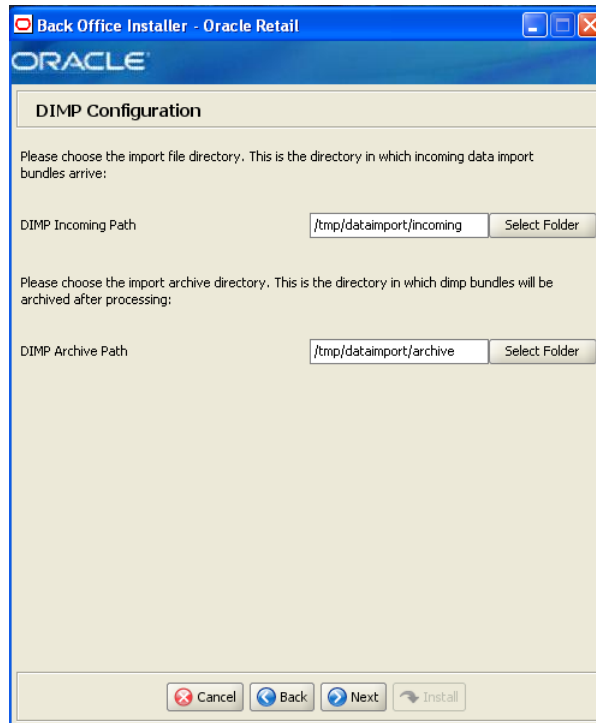 Back Office Installer - Oracle Retail
ORACLE
DIMP Configuration
Please choose the import file directory. This is the directory in which incoming data import
bundles arrive:
DIMP Incoming Path /tmp/dataimport/incoming Select Folder
Please choose the import archive directory. This is the directory in which dimp bundles will be
archived after processing:
DIMP Archive Path /tmp/dataimport/archive Select Folder
Cancel Back Next Install